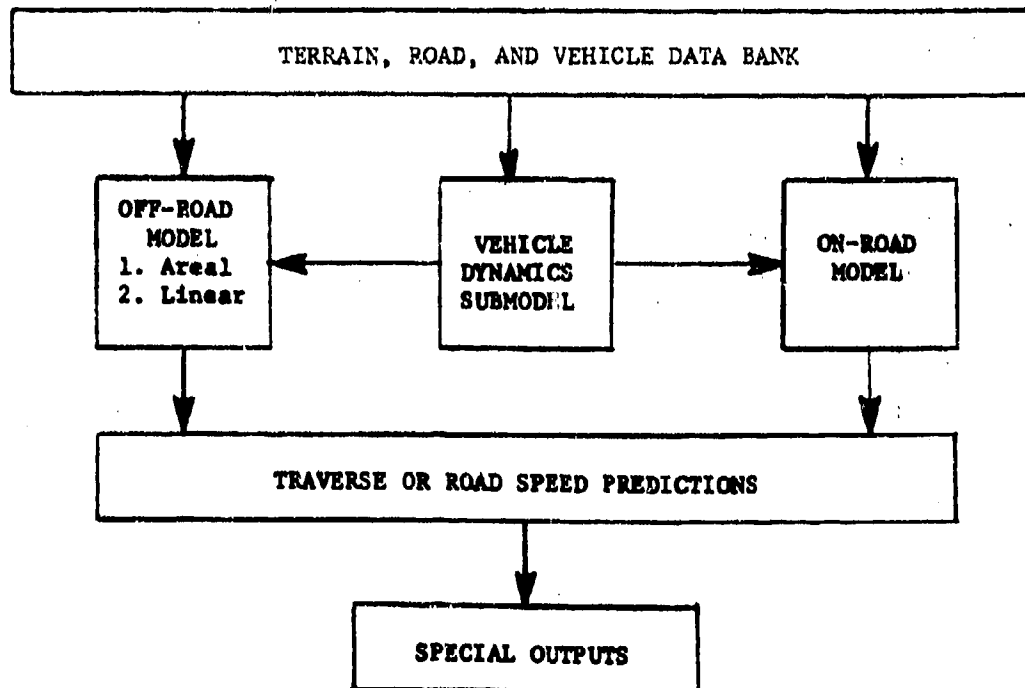 TERRAIN, ROAD, AND VEHICLE DATA BANK
OFF-ROAD
MODEL
1. Areal
2. Linear
VEHICLE
DYNAMICS
SUBMODEL
ON-ROAD
MODEL
TRAVERSE OR ROAD SPEED PREDICTIONS
SPECIAL OUTPUTS